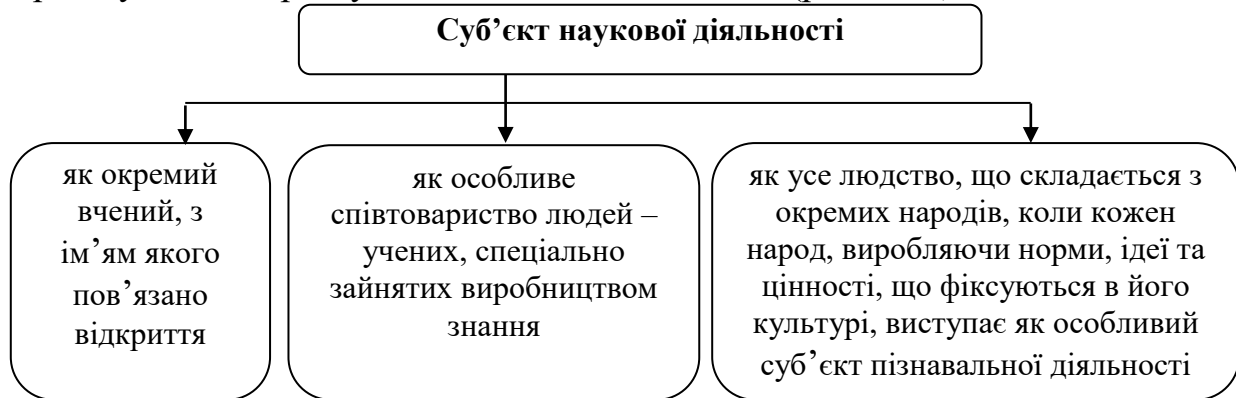 Суб’єкт наукової діяльності
як окремий
вчений, з
ім’ям якого
пов’язано
відкриття
як особливе
співтовариство людей –
учених, спеціально
зайнятих виробництвом
знання
як усе людство, що складається з
окремих народів, коли кожен
народ, виробляючи норми, ідеї та
цінності, що фіксуються в його
культурі, виступає як особливий
суб’єкт пізнавальної діяльності